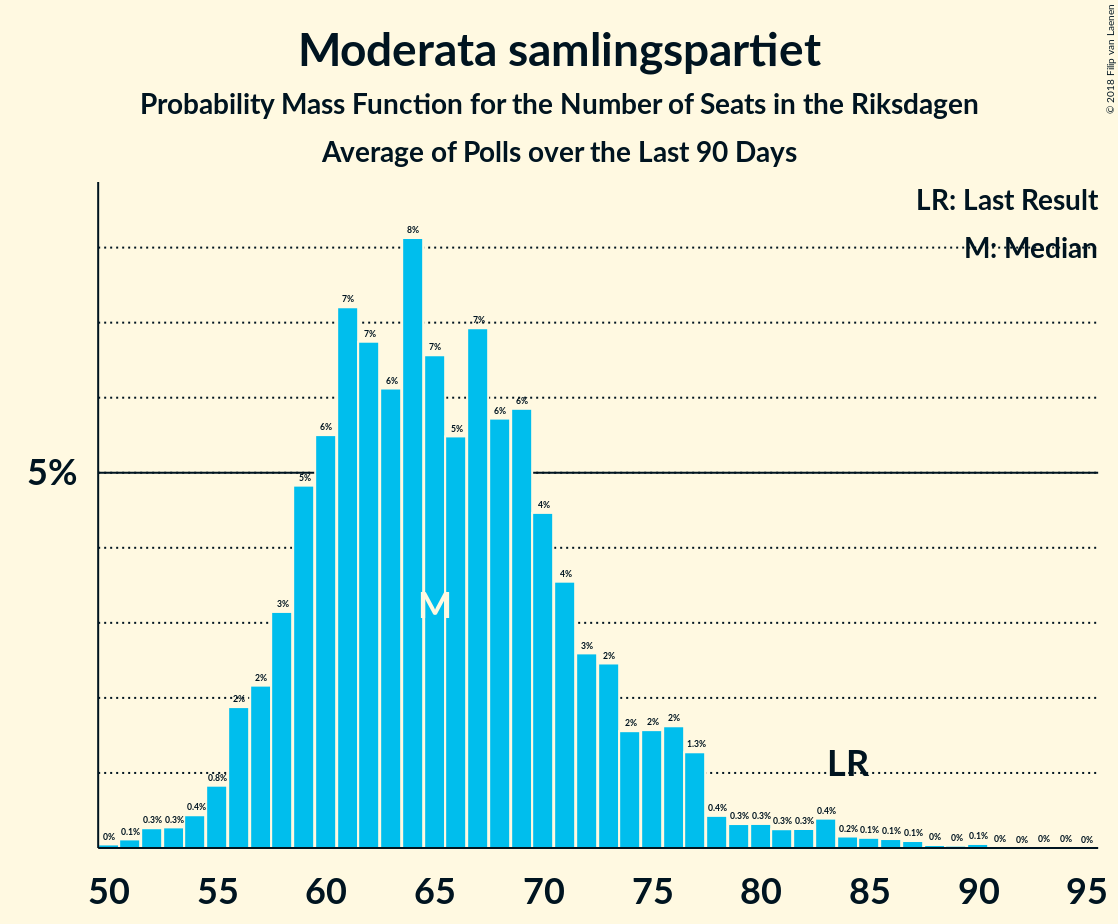 Moderata samlingspartiet
Probability Mass Function for the Number of Seats in the Riksdagen
Average of Polls over the Last 90 Days
© 2018 Filip van Laenen
LR: Last Result
M: Median
5%
0% 0.1% 0.3% 0.3% 0.4% 0.8% 2% 2% 3% 5% 6% 7% 7% 6% 8% 7% 5% 7% 6% 6% 4% 4% 3% 2% 2% 2% 2% 1.3% 0.4% 0.3% 0.3% 0.3% 0.3% 0.4% 0.2% 0.1% 0.1% 0.1% 0% 0% 0.1% 0% 0% 0% 0% 0%
M
LR
50 55 60 65 70 75 80 85 90 95